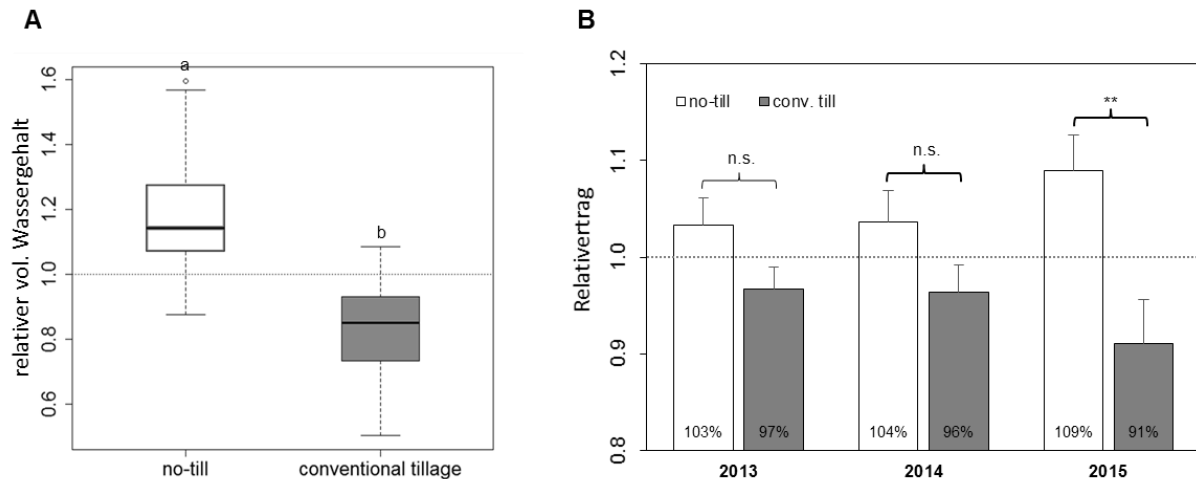 A
relativer vol. Wassergehalt
1.6
1.4
1.2
1.0
0.8
0.6
a
b
no-till
conventional tillage
B
Relativertrag
1.2
1.1
1.0
0.9
0.8
no-till
conv. till
n.s.
n.s.
**
103%
97%
104%
96%
109%
91%
2013
2014
2015